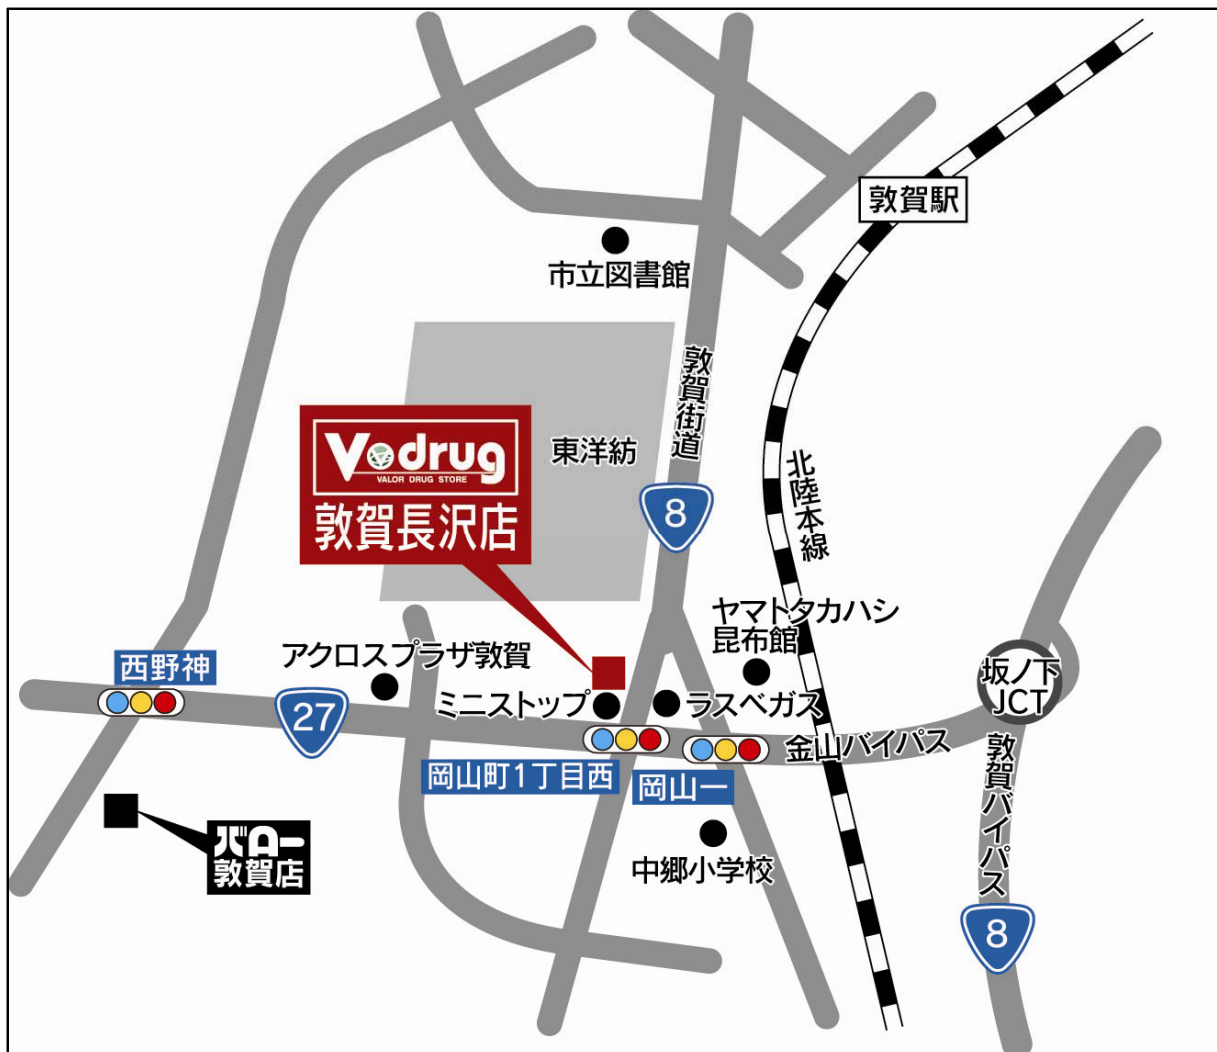 敦賀駅
市立図書館
敦賀街道
Vdrug
VALOR DRUG STORE
敦賀長沢店
東洋紡
8
北陸本線
ヤマトタカハシ
昆布館
アクロスプラザ敦賀
西野神
27
ミニストップ
ラスベガス
坂ノ下
JCT
金山バイパス
岡山町1丁目西
岡山一
敦賀バイパス
バロー
敦賀店
中郷小学校
8